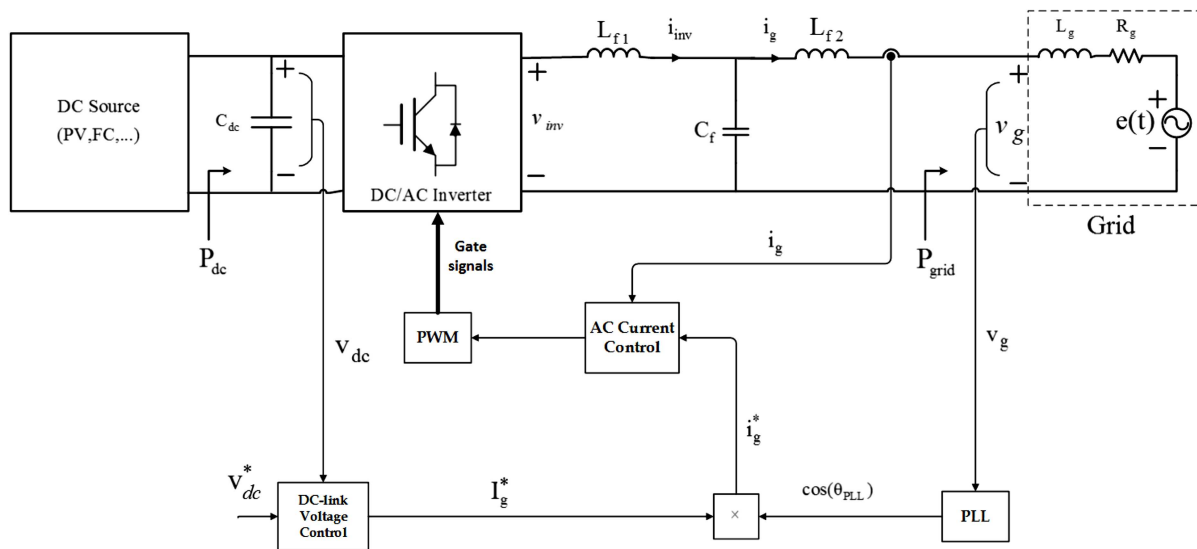 L_f1
i_inv
i_g
L_f2
L_g
R_g
DC Source
(PV,FC,...)
C_dc
+
−
+
v_inv
−
C_f
+
v_g
−
+
e(t)
−
DC/AC Inverter
P_dc
Grid
Gate
signals
i_g
P_grid
PWM
AC Current
Control
v_dc
v_g
i_g^*
v_dc^*
DC-link
Voltage
Control
I_g^*
×
cos(θ_PLL)
PLL